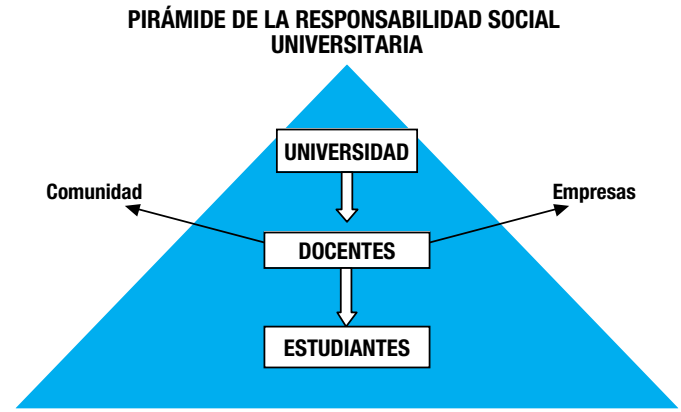 PIRÁMIDE DE LA RESPONSABILIDAD SOCIAL
UNIVERSITARIA
UNIVERSIDAD
Comunidad
Empresas
DOCENTES
ESTUDIANTES